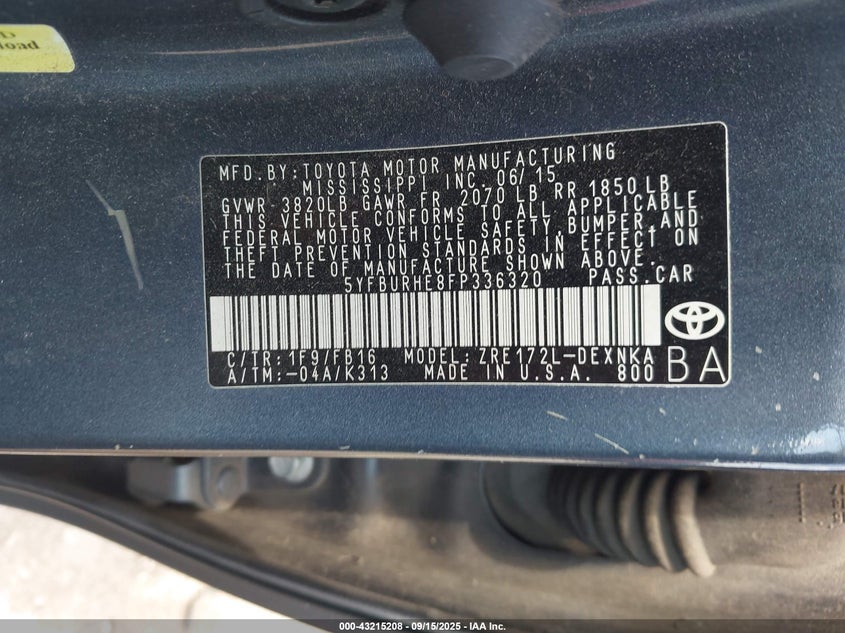 oad
MFD.BY:TOYOTA MOTOR MANUFACTURING
MISSISSIPPI, INC. 06/15
GVWR 3820LB GAWR FR 2070 LB RR 1850LB
THIS VEHICLE CONFORMS TO ALL APPLICABLE
FEDERAL MOTOR VEHICLE SAFETY,BUMPER,AND
THEFT PREVENTION STANDARDS IN EFFECT ON
THE DATE OF MANUFACTURE SHOWN ABOVE.
5YFBURHE8FP336320 PASS.CAR
C/TR:1F9/FB16 MODEL: ZRE172L-DEXNKA
A/TM:-04A/K313 MADE IN U.S.A. 800 BA
000-43215208 - 09/15/2025 - IAA Inc.